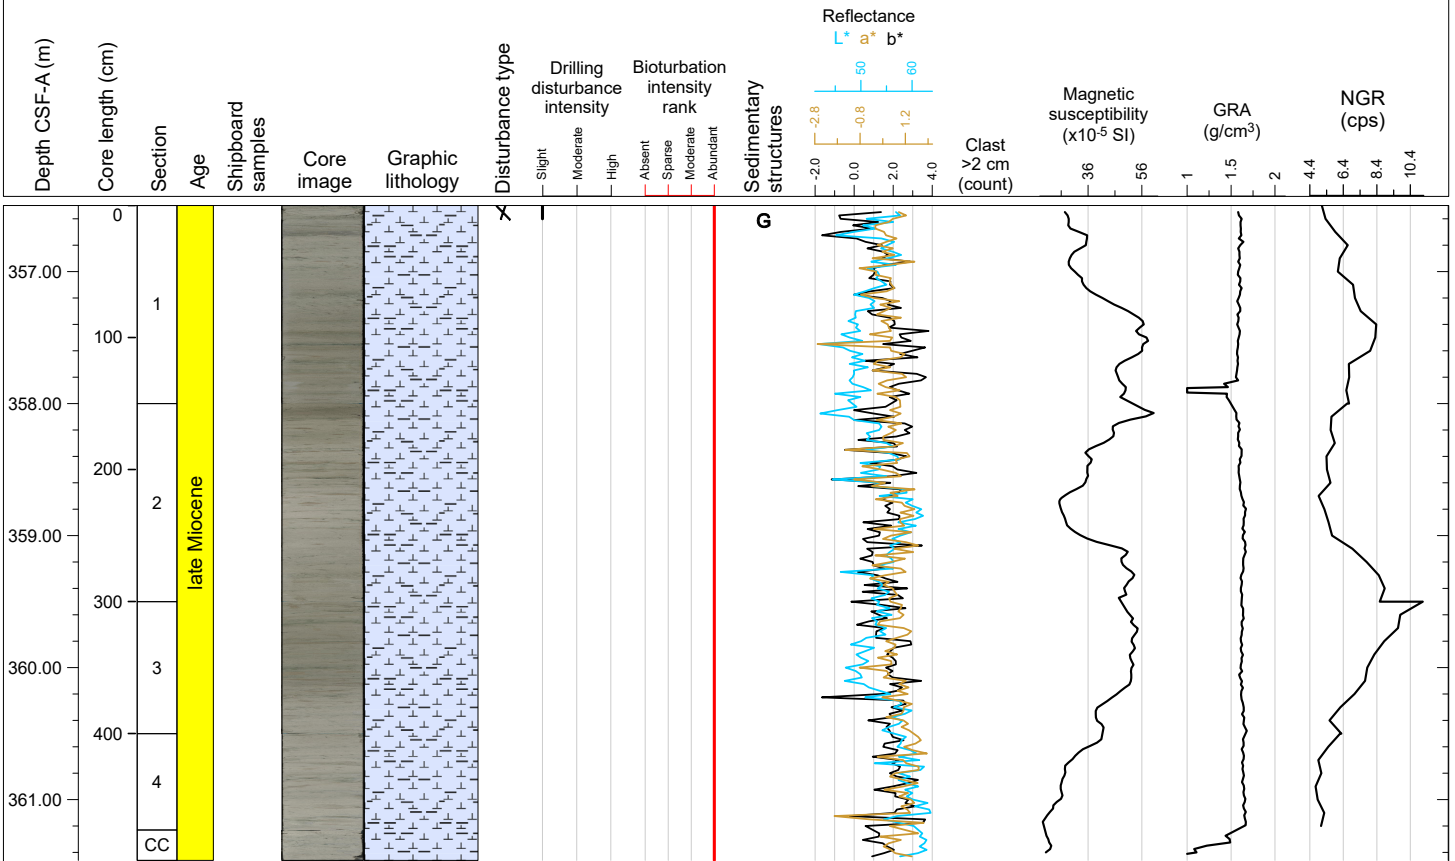 Depth CSF-A (m)
Core length (cm)
Section
Age
Shipboard
samples
Core
image
Graphic
lithology
Disturbance type
Drilling
disturbance
intensity
Slight
Moderate
High
Bioturbation
intensity
rank
Absent
Sparse
Moderate
Abundant
Sedimentary
structures
Reflectance
L* a* b*
50 60
-2.8 -0.8 1.2
-2.0 0.0 2.0 4.0
Clast
>2 cm
(count)
Magnetic
susceptibility
(x10-5 SI)
36 56
GRA
(g/cm3)
1 1.5 2
NGR
(cps)
4.4 6.4 8.4 10.4
0
G
357.00
1
100
358.00
200
2
late Miocene
359.00
300
360.00
3
400
4
361.00
CC